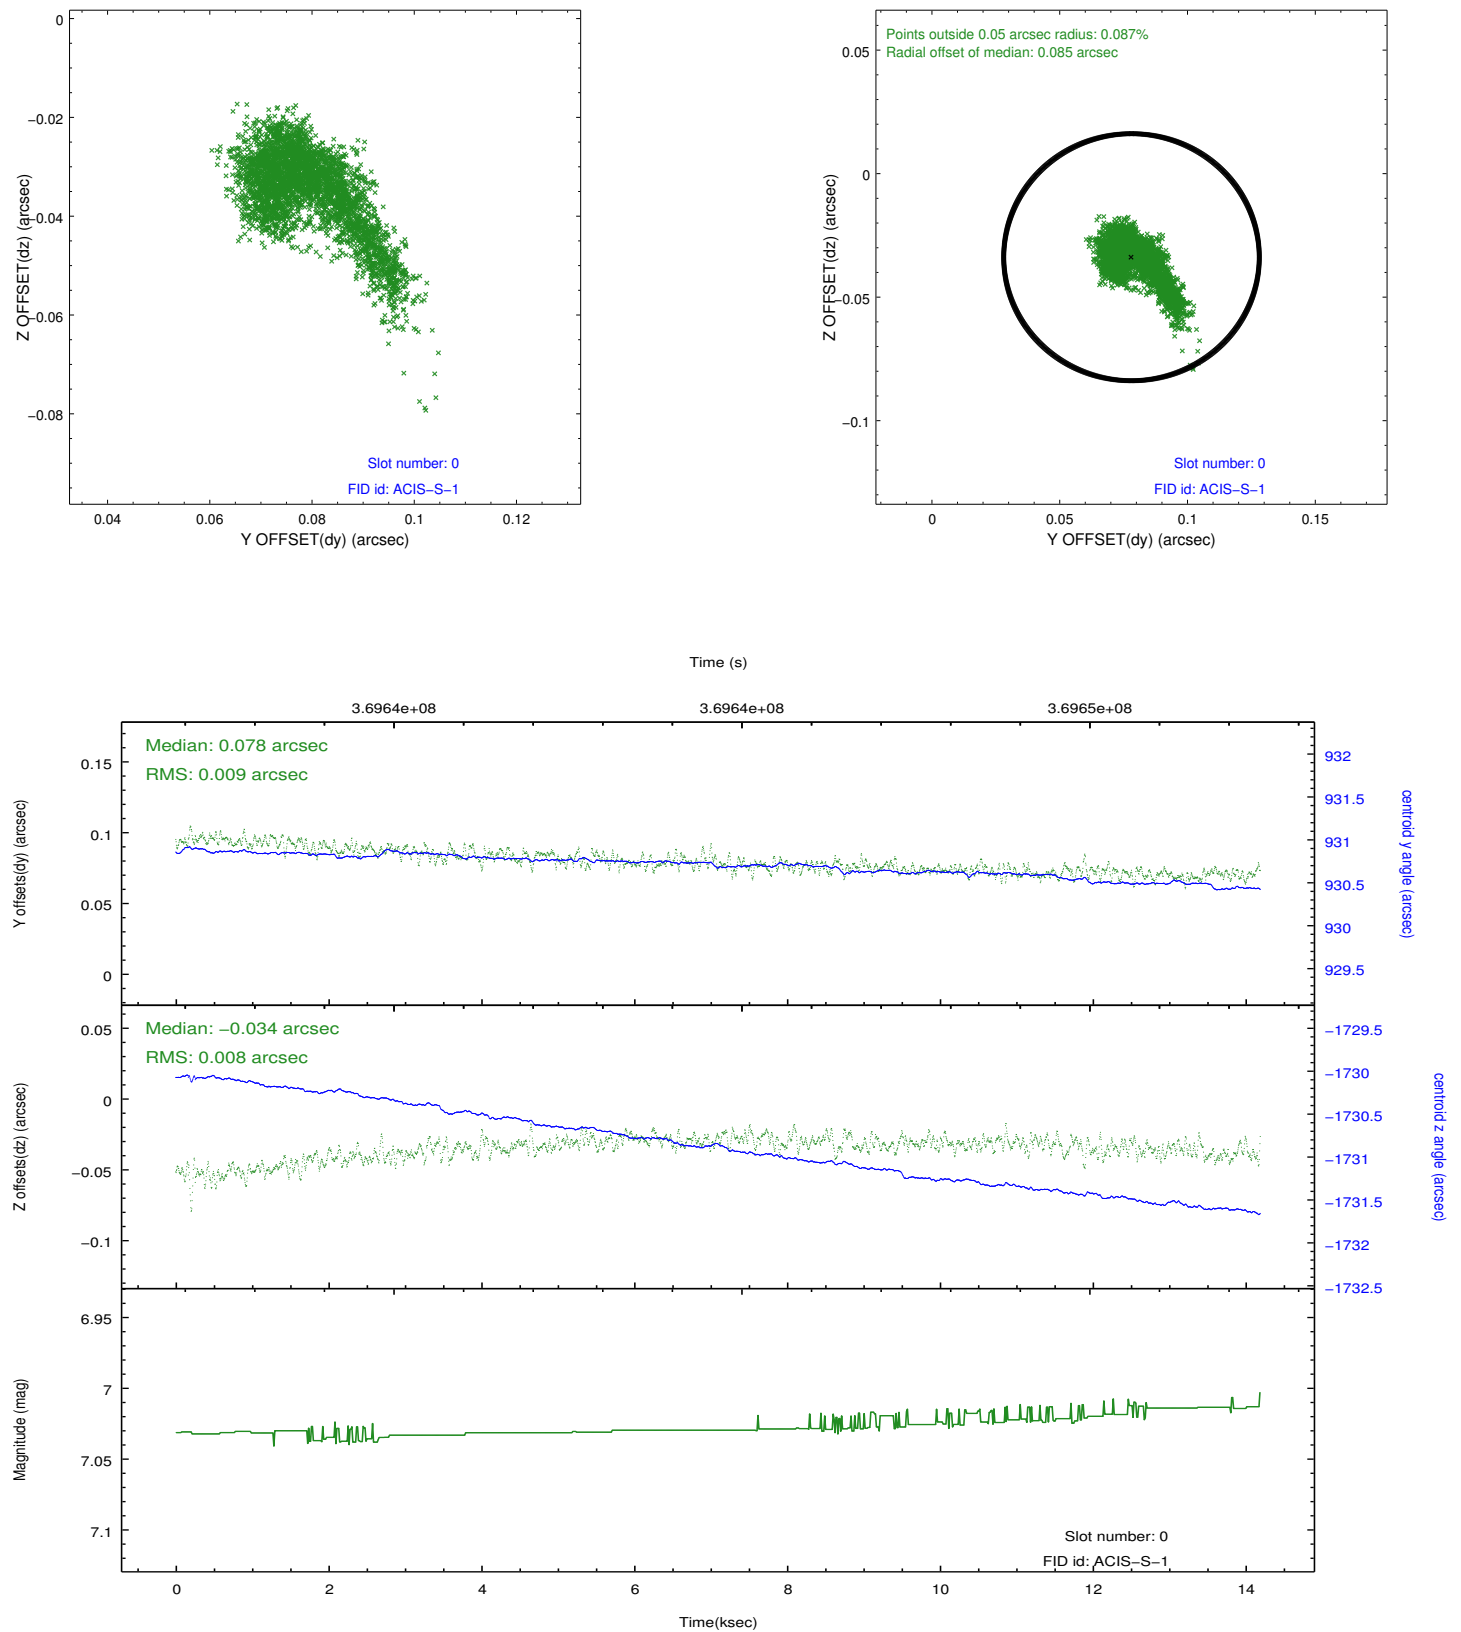 0
−0.02
−0.04
−0.06
−0.08
Z OFFSET(dz) (arcsec)
0.04
0.06
0.08
0.1
0.12
Y OFFSET(dy) (arcsec)
Slot number: 0
FID id: ACIS−S−1
Points outside 0.05 arcsec radius: 0.087%
Radial offset of median: 0.085 arcsec
0.05
0
−0.05
−0.1
Z OFFSET(dz) (arcsec)
0
0.05
0.1
0.15
Y OFFSET(dy) (arcsec)
Slot number: 0
FID id: ACIS−S−1
Time (s)
3.6964e+08
3.6964e+08
3.6965e+08
Median: 0.078 arcsec
RMS: 0.009 arcsec
0.15
0.1
0.05
0
Y offsets(dy) (arcsec)
932
931.5
931
930.5
930
929.5
centroid y angle (arcsec)
Median: −0.034 arcsec
RMS: 0.008 arcsec
0.05
0
−0.05
−0.1
Z offsets(dz) (arcsec)
−1729.5
−1730
−1730.5
−1731
−1731.5
−1732
−1732.5
centroid z angle (arcsec)
6.95
7
7.05
7.1
Magnitude (mag)
Slot number: 0
FID id: ACIS−S−1
0
2
4
6
8
10
12
14
Time(ksec)